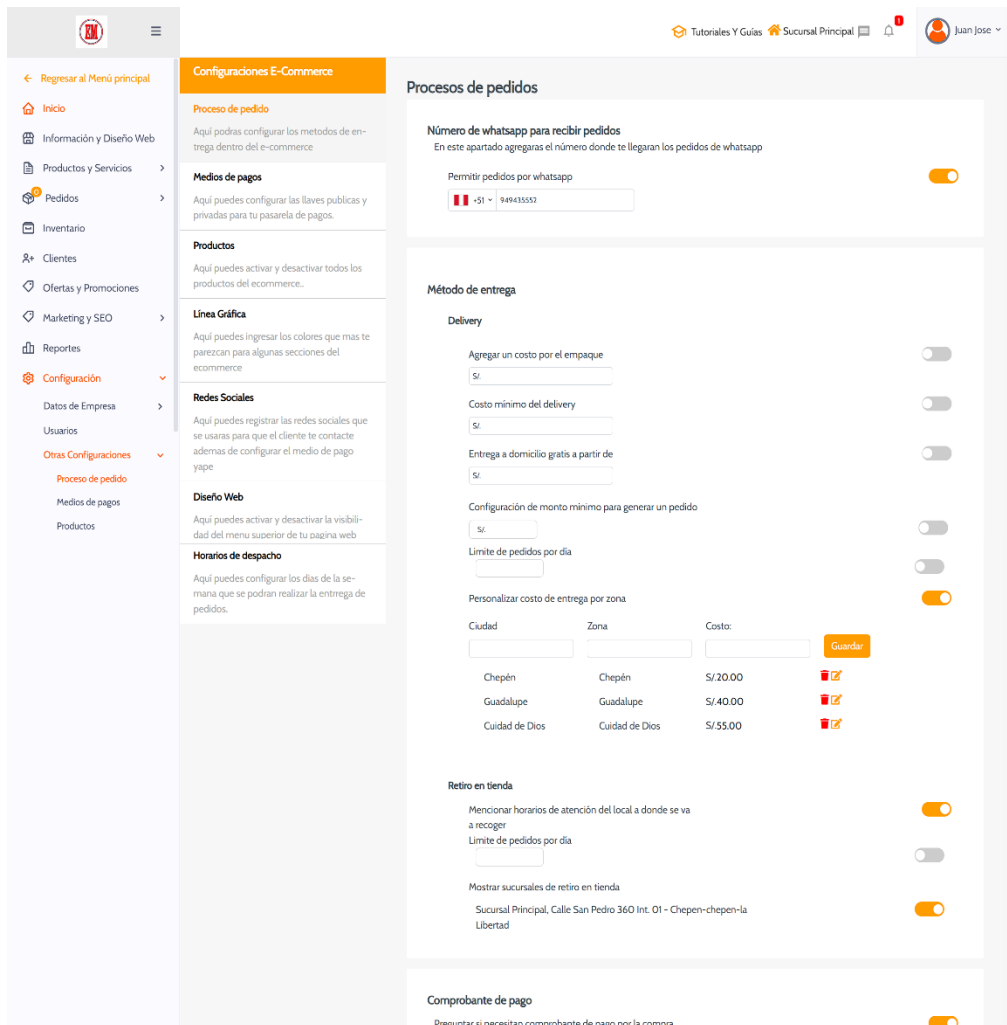 EM
Tutoriales Y Guías
Sucursal Principal
1
Juan Jose
Regresar al Menú principal
Inicio
Información y Diseño Web
Productos y Servicios
0
Pedidos
Inventario
Clientes
Ofertas y Promociones
Marketing y SEO
Reportes
Configuración
Datos de Empresa
Usuarios
Otras Configuraciones
Proceso de pedido
Medios de pagos
Productos
Configuraciones E-Commerce
Proceso de pedido
Aquí podras configurar los metodos de en-
trega dentro del e-commerce
Medios de pagos
Aquí puedes configurar las llaves publicas y
privadas para tu pasarela de pagos.
Productos
Aquí puedes activar y desactivar todos los
productos del ecommerce..
Línea Gráfica
Aquí puedes ingresar los colores que mas te
parezcan para algunas secciones del
ecommerce
Redes Sociales
Aquí puedes registrar las redes sociales que
se usaras para que el cliente te contacte
ademas de configurar el medio de pago
yape
Diseño Web
Aquí puedes activar y desactivar la visibili-
dad del menu superior de tu pagina web
Horarios de despacho
Aquí puedes configurar los dias de la se-
mana que se podran realizar la entrrega de
pedidos.
Procesos de pedidos
Número de whatsapp para recibir pedidos
En este apartado agregaras el número donde te llegaran los pedidos de whatsapp
Permitir pedidos por whatsapp
+51 949435552
Método de entrega
Delivery
Agregar un costo por el empaque
S/.
Costo mínimo del delivery
S/.
Entrega a domicilio gratis a partir de
S/.
Configuración de monto mínimo para generar un pedido
S/.
Limite de pedidos por día
Personalizar costo de entrega por zona
Ciudad Zona Costo:
Guardar
Chepén Chepén S/.20.00
Guadalupe Guadalupe S/.40.00
Cuidad de Dios Cuidad de Dios S/.55.00
Retiro en tienda
Mencionar horarios de atención del local a donde se va
a recoger
Limite de pedidos por día
Mostrar sucursales de retiro en tienda
Sucursal Principal, Calle San Pedro 360 Int. 01 - Chepen-chepen-la
Libertad
Comprobante de pago
Preguntar si necesitan comprobante de pago por la compra